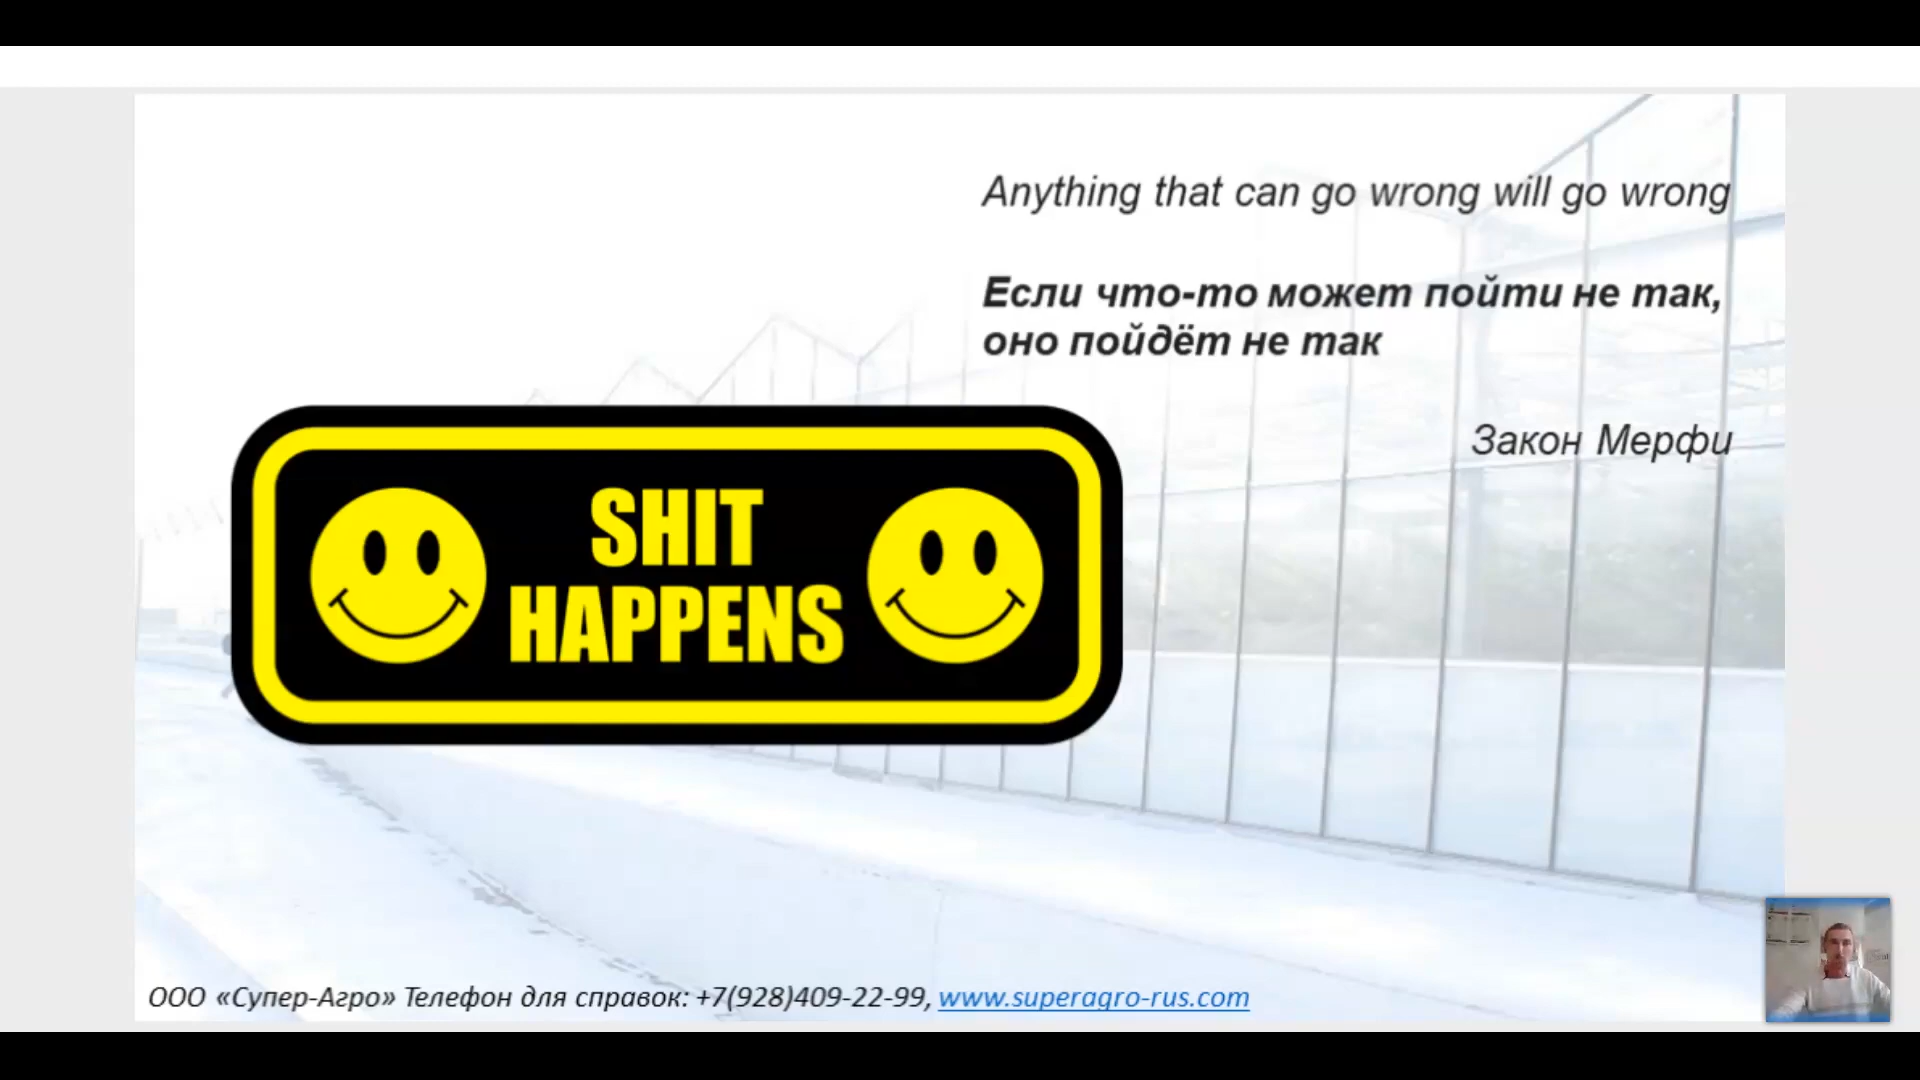 Anything that can go wrong will go wrong
Если что-то может пойти не так,
оно пойдёт не так
Закон Мерфи
SHIT
HAPPENS
ООО «Супер-Агро» Телефон для справок: +7(928)409-22-99, www.superagro-rus.com